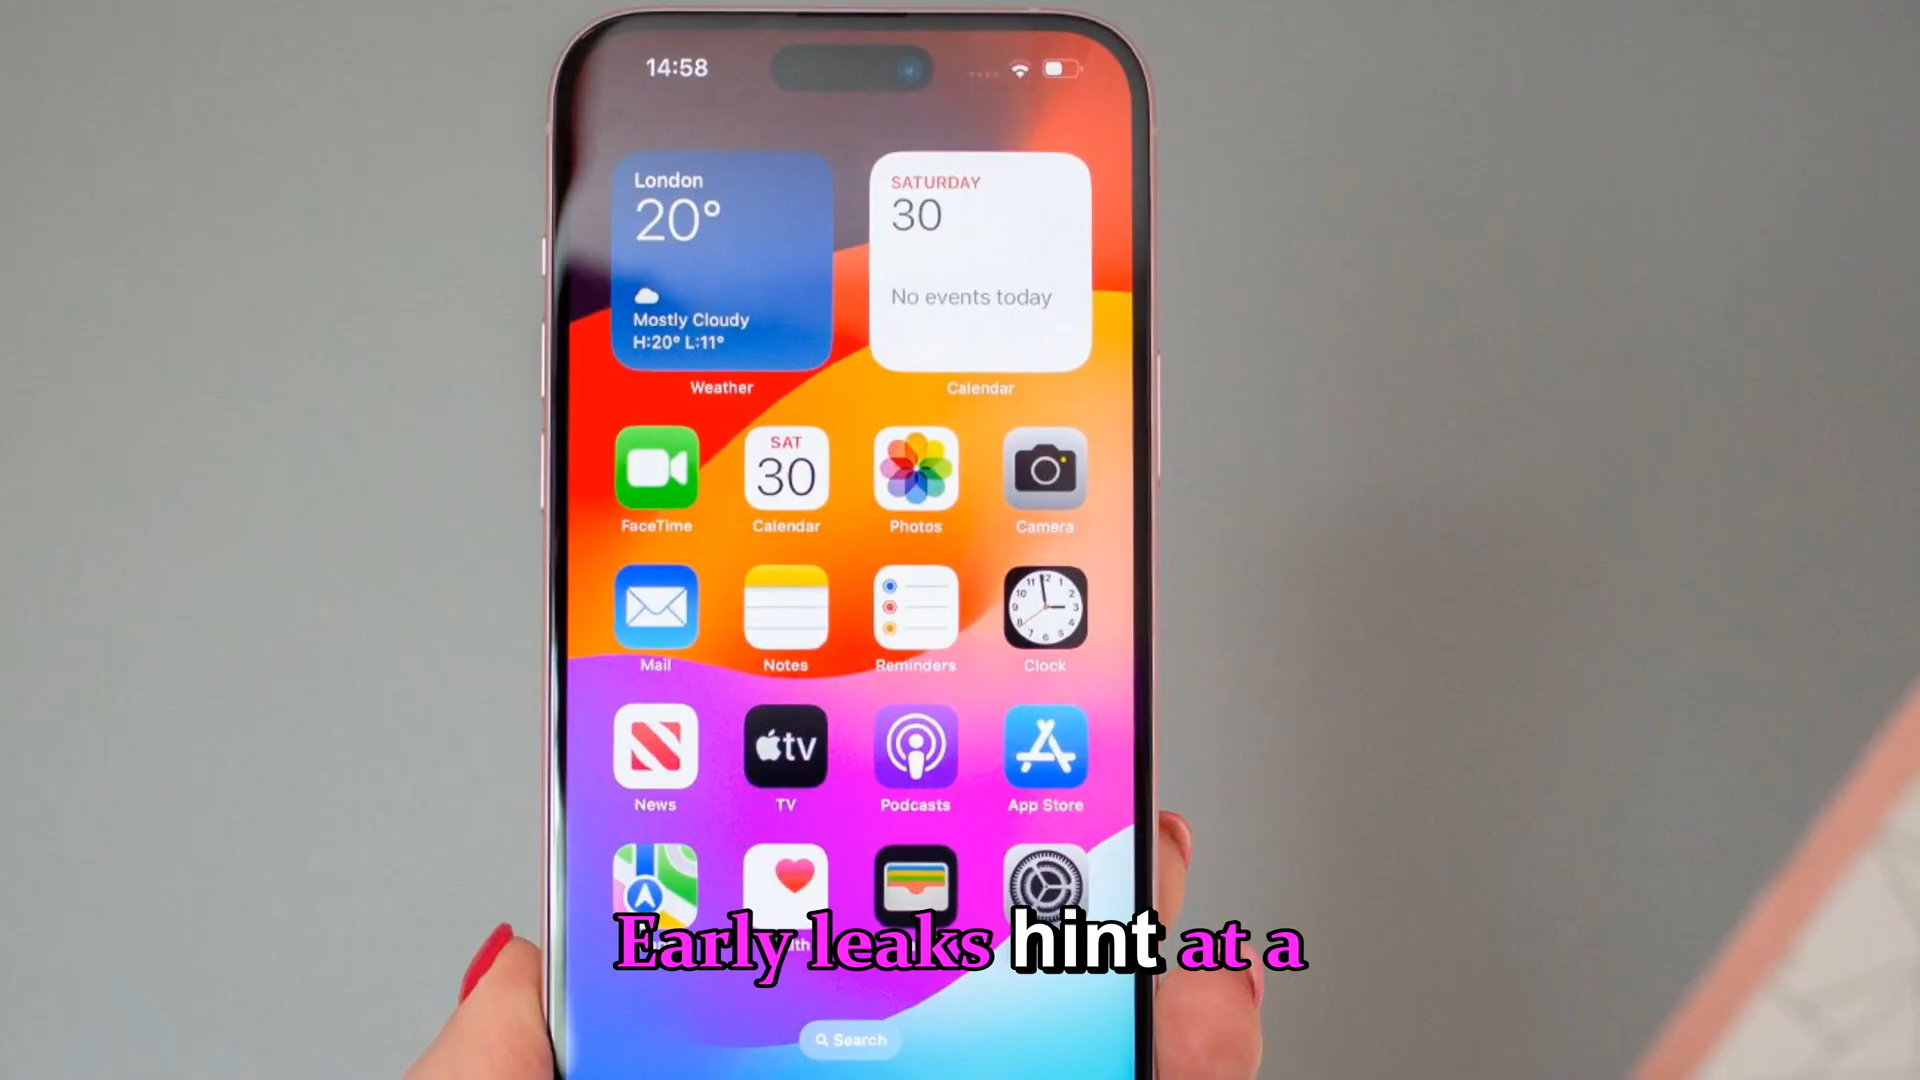 14:58
London
20°
Mostly Cloudy
H:20° L:11°
Weather
SATURDAY
30
No events today
Calendar
FaceTime
SAT
30
Calendar
Photos
Camera
Mail
Notes
Reminders
Clock
News
tv
TV
Podcasts
App Store
Early leaks hint at a
Search